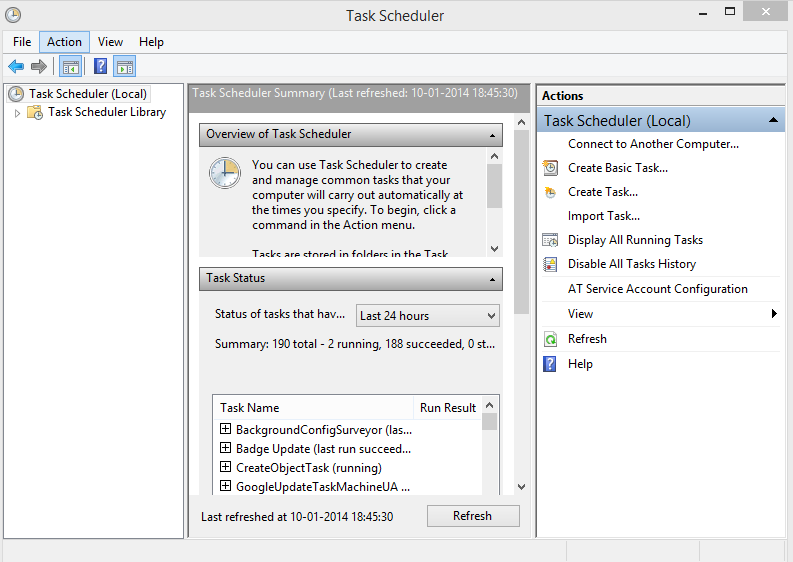 Task Scheduler
File Action View Help
Task Scheduler (Local)
Task Scheduler Library
Task Scheduler Summary (Last refreshed: 10-01-2014 18:45:30)
Overview of Task Scheduler
You can use Task Scheduler to create
and manage common tasks that your
computer will carry out automatically at
the times you specify. To begin, click a
command in the Action menu.
Tasks are stored in folders in the Task
Task Status
Status of tasks that hav... Last 24 hours
Summary: 190 total - 2 running, 188 succeeded, 0 st...
Task Name Run Result
BackgroundConfigSurveyor (las...
Badge Update (last run succeed...
CreateObjectTask (running)
GoogleUpdateTaskMachineUA ...
Last refreshed at 10-01-2014 18:45:30 Refresh
Actions
Task Scheduler (Local)
Connect to Another Computer...
Create Basic Task...
Create Task...
Import Task...
Display All Running Tasks
Disable All Tasks History
AT Service Account Configuration
View
Refresh
Help